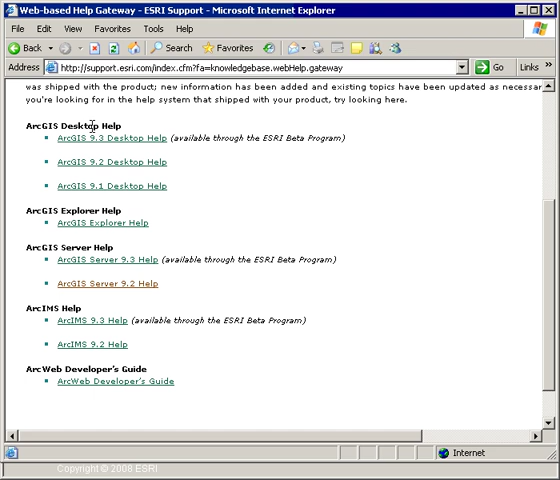 Web-based Help Gateway - ESRI Support - Microsoft Internet Explorer
File Edit View Favorites Tools Help
Back Search Favorites
Address http://support.esri.com/index.cfm?fa=knowledgebase.webHelp.gateway Go Links »
was shipped with the product; new information has been added and existing topics have been updated as necessar
you're looking for in the help system that shipped with your product, try looking here.
ArcGIS Desktop Help
ArcGIS 9.3 Desktop Help (available through the ESRI Beta Program)
ArcGIS 9.2 Desktop Help
ArcGIS 9.1 Desktop Help
ArcGIS Explorer Help
ArcGIS Explorer Help
ArcGIS Server Help
ArcGIS Server 9.3 Help (available through the ESRI Beta Program)
ArcGIS Server 9.2 Help
ArcIMS Help
ArcIMS 9.3 Help (available through the ESRI Beta Program)
ArcIMS 9.2 Help
ArcWeb Developer's Guide
ArcWeb Developer's Guide
Internet
Copyright © 2008 ESRI